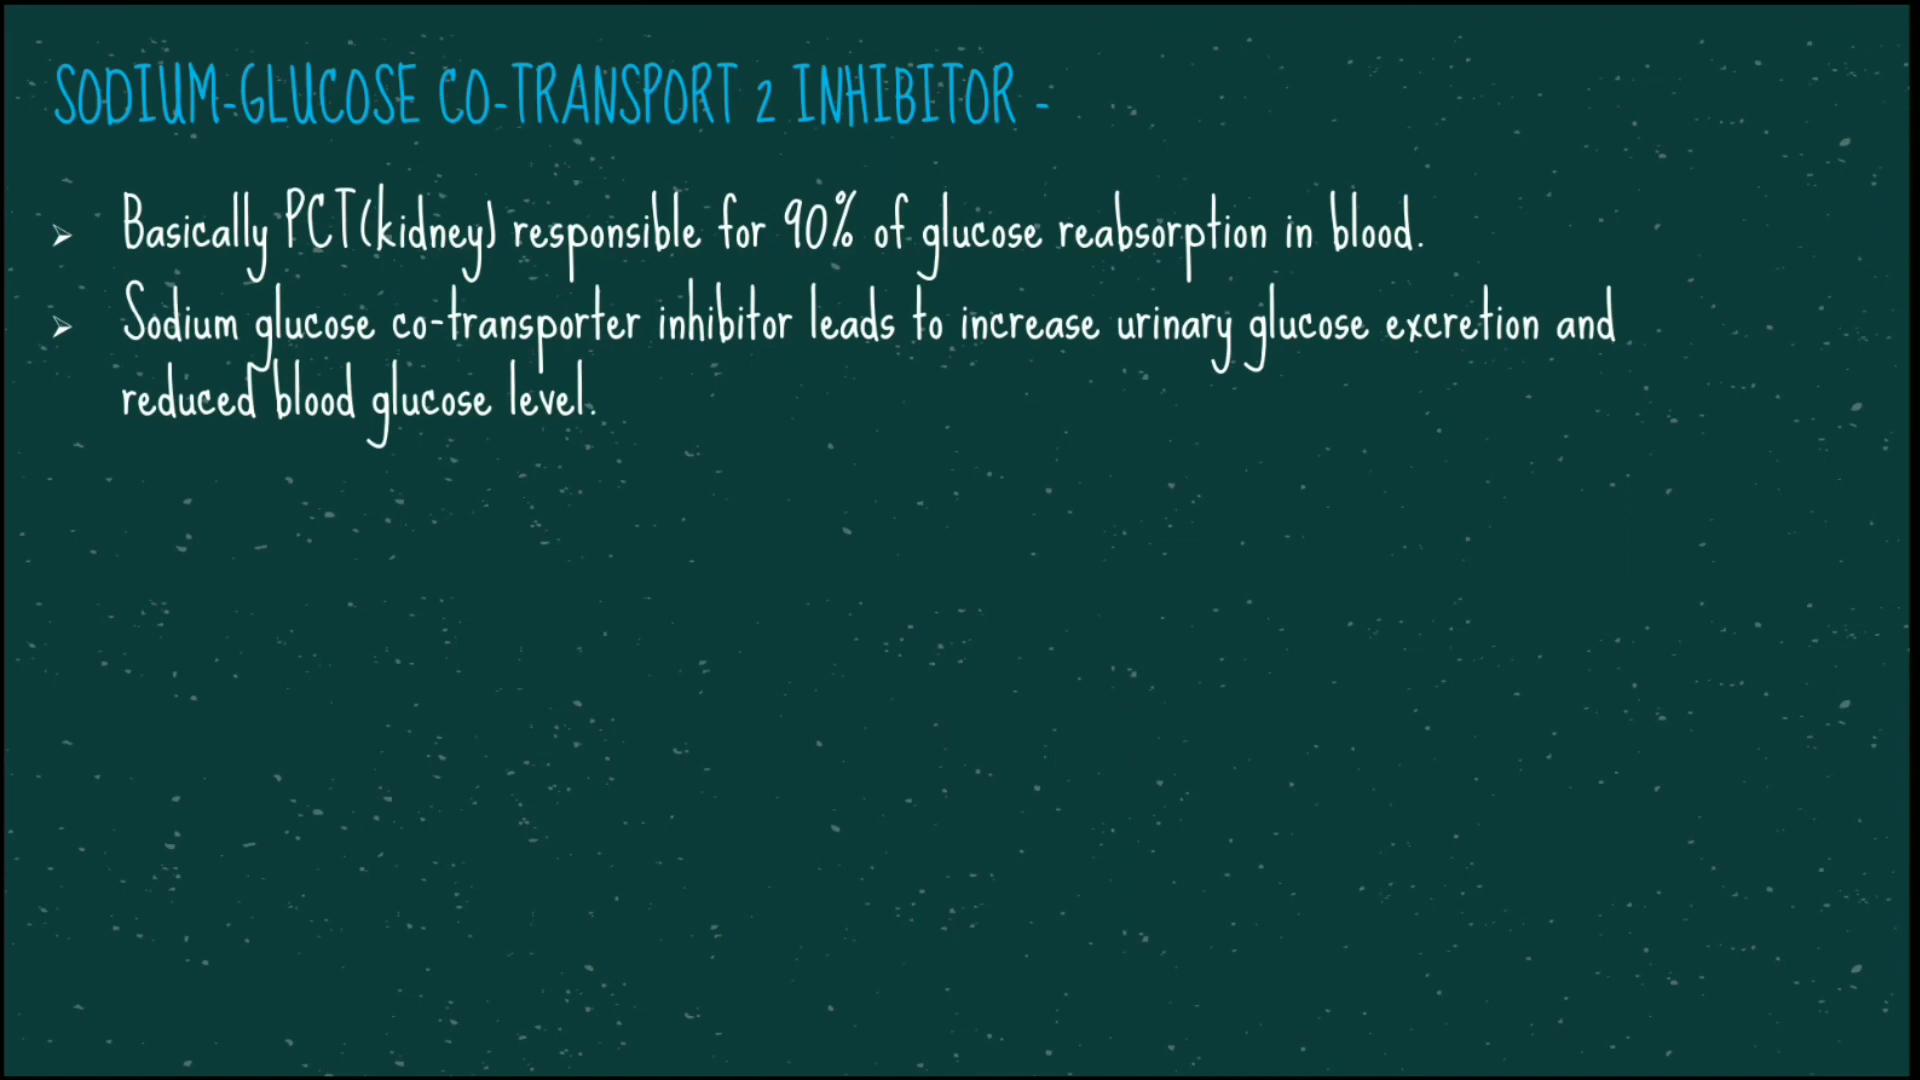 SODIUM-GLUCOSE CO-TRANSPORT 2 INHIBITOR -
➢ Basically PCT(kidney) responsible for 90% of glucose reabsorption in blood.
➢ Sodium glucose co-transporter inhibitor leads to increase urinary glucose excretion and
reduced blood glucose level.